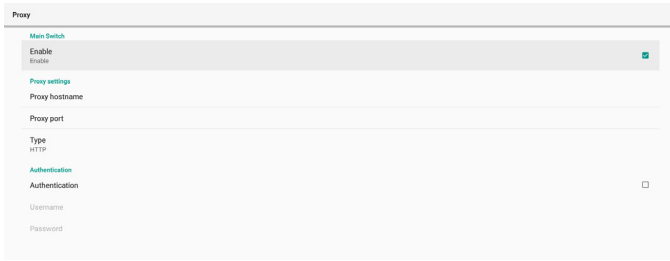 Proxy
Main Switch
Enable
Enable
Proxy settings
Proxy hostname
Proxy port
Type
HTTP
Authentication
Authentication
Username
Password